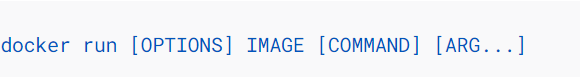 docker run [OPTIONS] IMAGE [COMMAND] [ARG...]